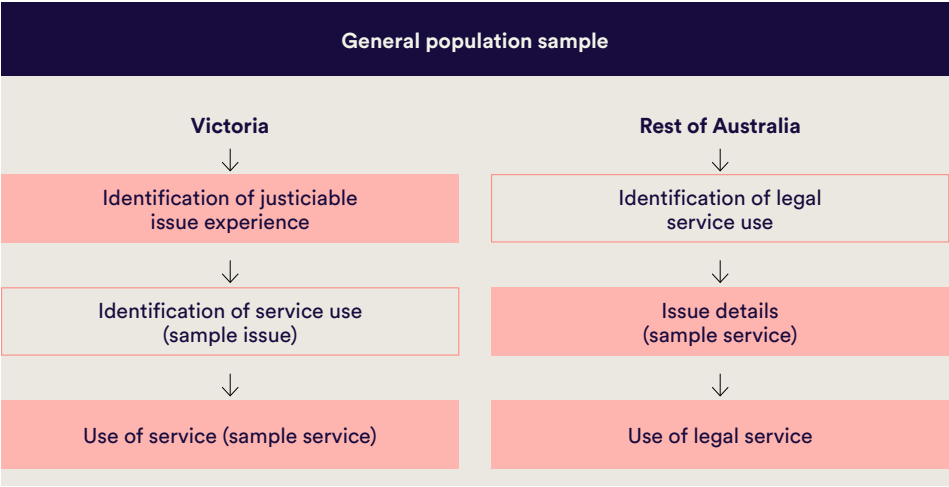 General population sample
Victoria
Identification of justiciable
issue experience
Identification of service use
(sample issue)
Use of service (sample service)
Rest of Australia
Identification of legal
service use
Issue details
(sample service)
Use of legal service